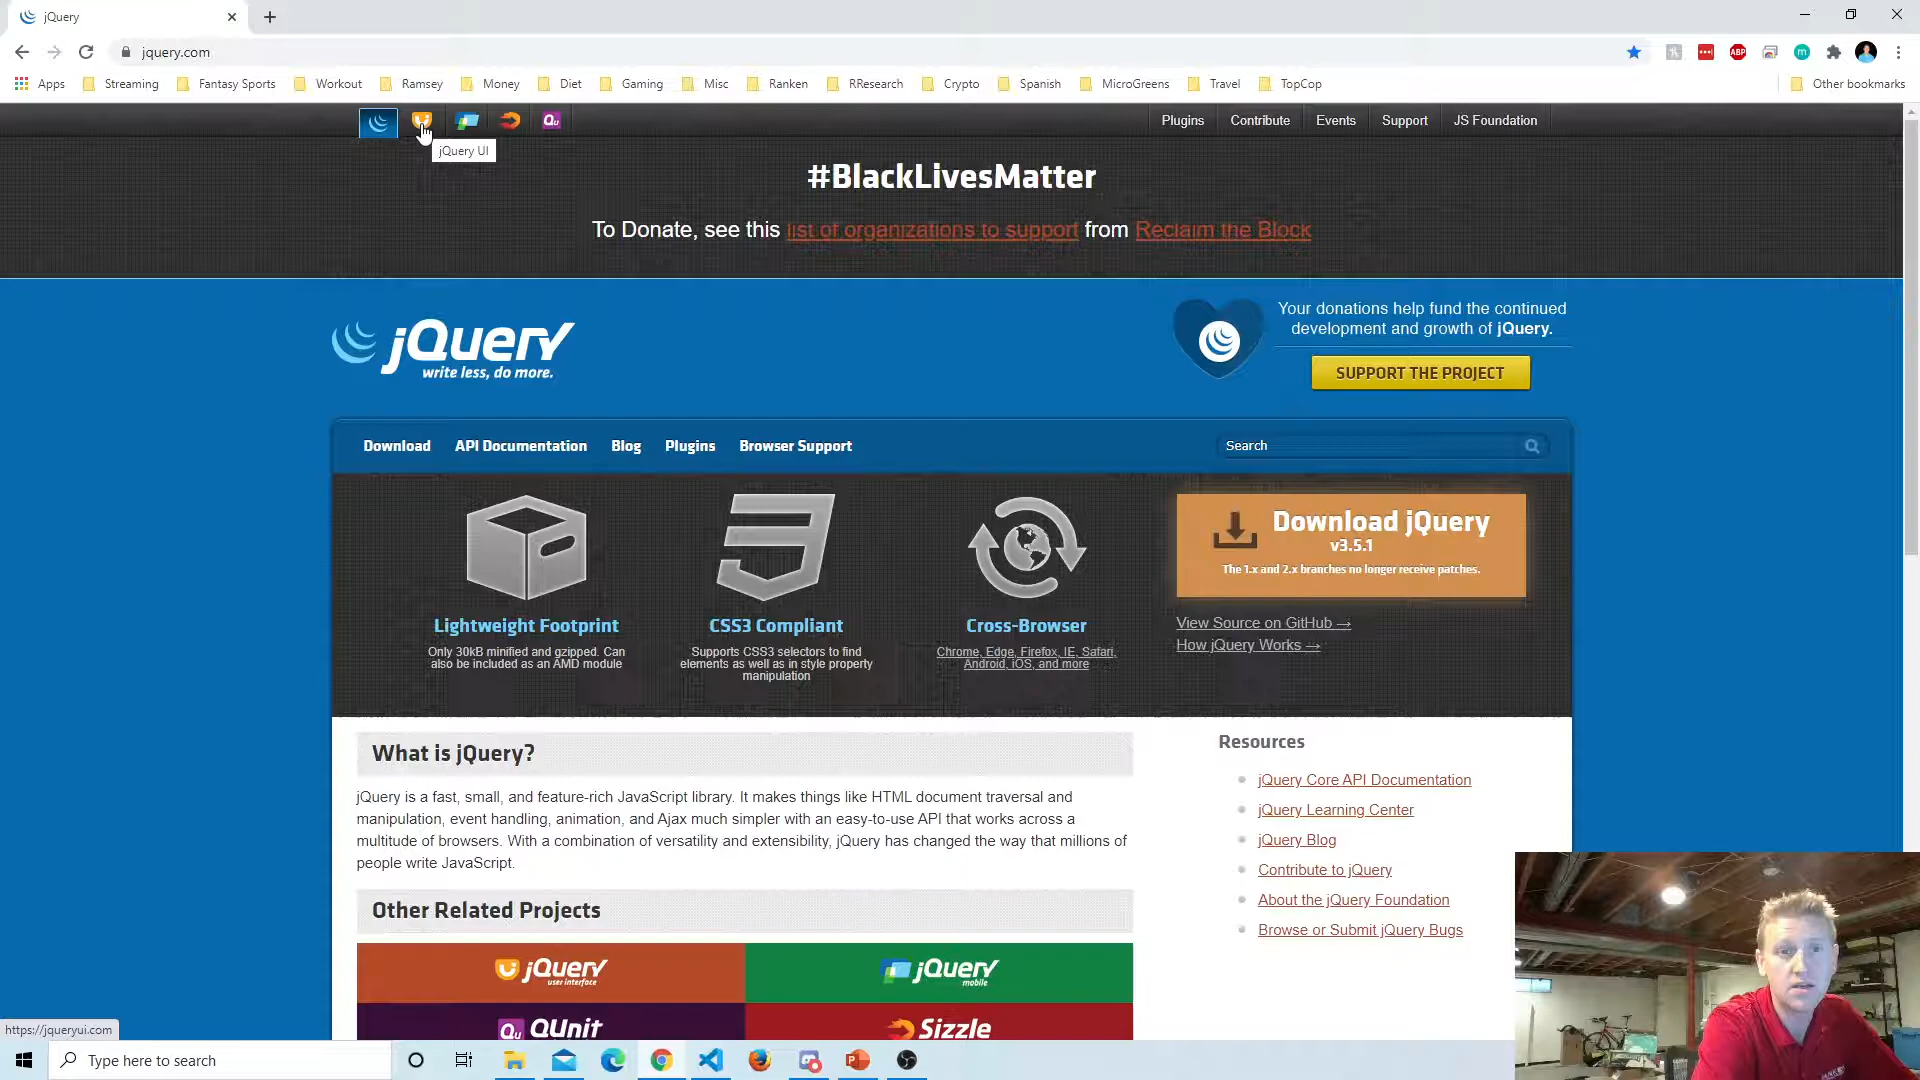 jQuery
jquery.com
Apps Streaming Fantasy Sports Workout Ramsey Money Diet Gaming Misc Ranken RResearch Crypto Spanish MicroGreens Travel TopCop Other bookmarks
Plugins Contribute Events Support JS Foundation
jQuery UI
#BlackLivesMatter
To Donate, see this list of organizations to support from Reclaim the Block
jQuery
write less, do more.
Your donations help fund the continued
development and growth of jQuery.
SUPPORT THE PROJECT
Download API Documentation Blog Plugins Browser Support Search
Download jQuery
v3.5.1
The 1.x and 2.x branches no longer receive patches.
Lightweight Footprint
Only 30kB minified and gzipped. Can
also be included as an AMD module
CSS3 Compliant
Supports CSS3 selectors to find
elements as well as in style property
manipulation
Cross-Browser
Chrome, Edge, Firefox, IE, Safari,
Android, iOS, and more
View Source on GitHub →
How jQuery Works →
What is jQuery?
jQuery is a fast, small, and feature-rich JavaScript library. It makes things like HTML document traversal and
manipulation, event handling, animation, and Ajax much simpler with an easy-to-use API that works across a
multitude of browsers. With a combination of versatility and extensibility, jQuery has changed the way that millions of
people write JavaScript.
Resources
jQuery Core API Documentation
jQuery Learning Center
jQuery Blog
Contribute to jQuery
About the jQuery Foundation
Browse or Submit jQuery Bugs
Other Related Projects
jQuery
user interface
jQuery
mobile
Qu QUnit
Sizzle
https://jqueryui.com
Type here to search